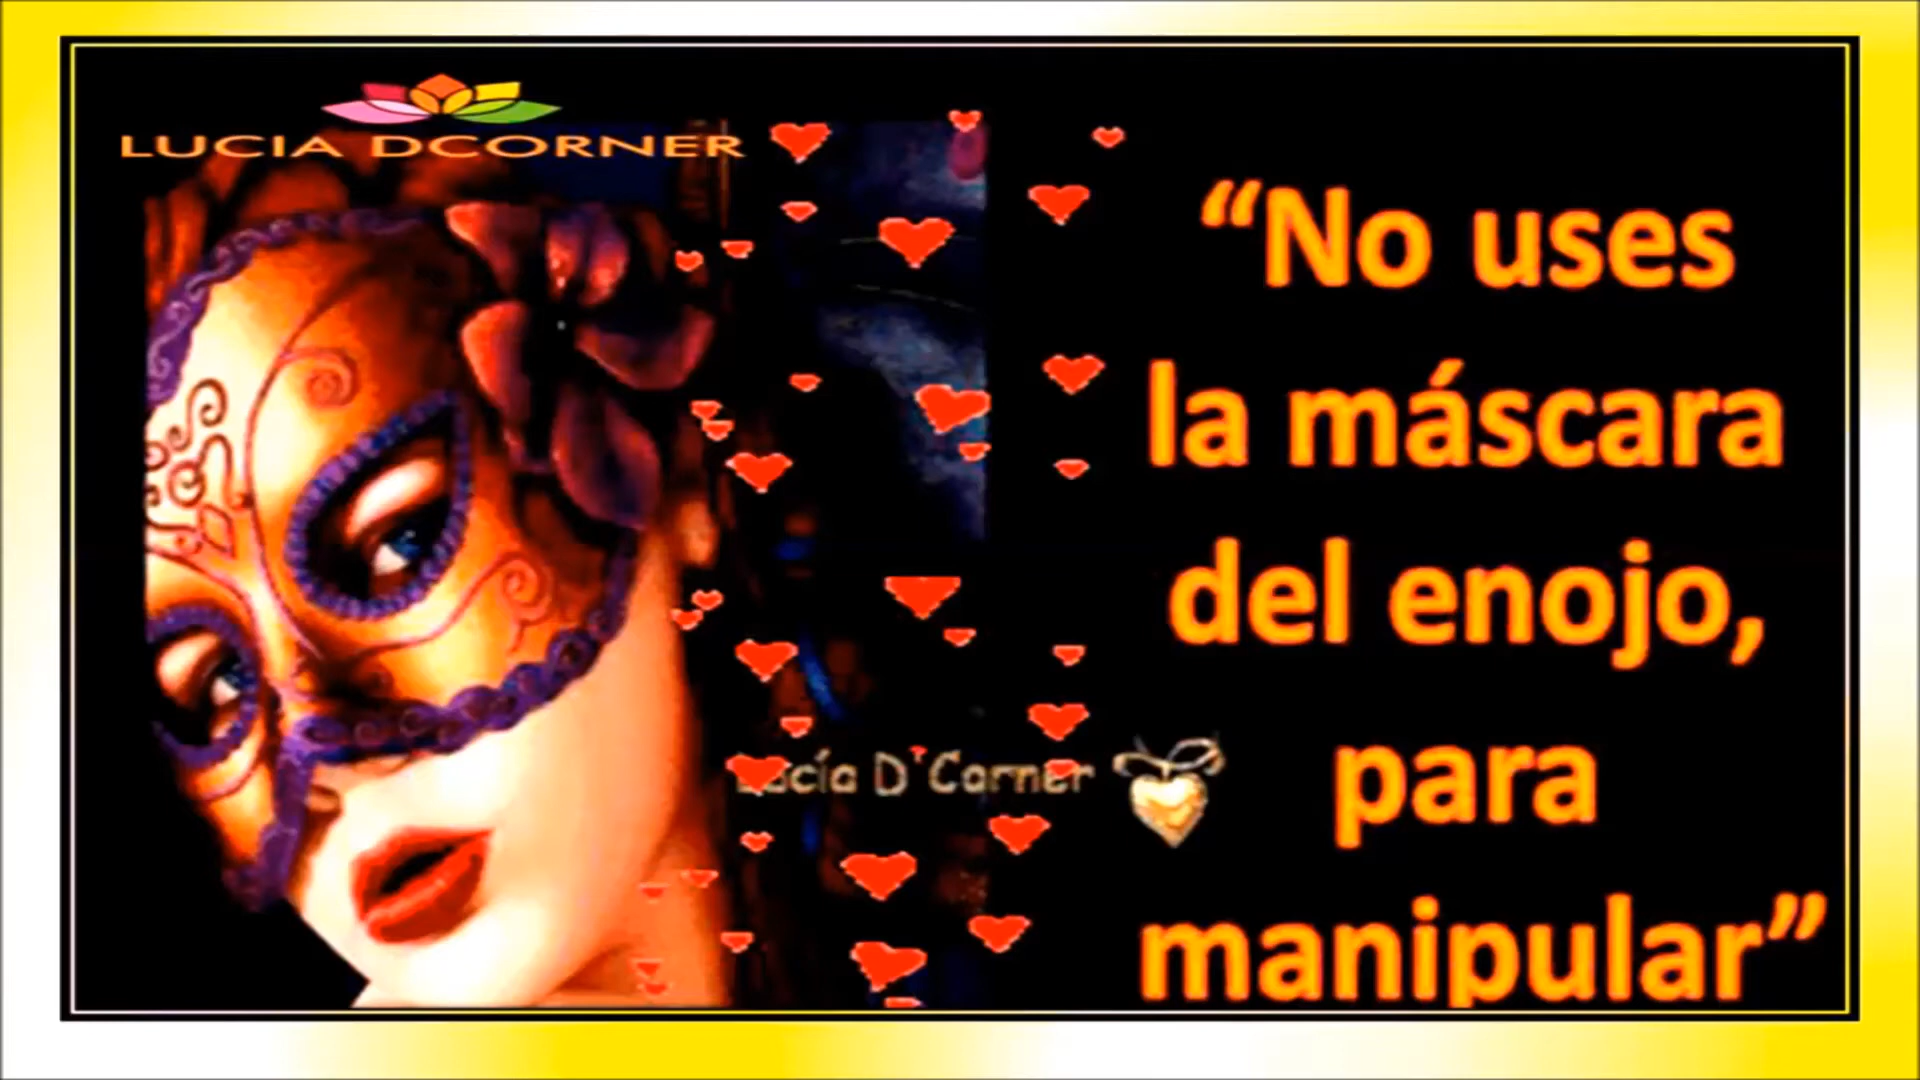 LUCIA DCORNER
“No uses
la máscara
del enojo,
para
manipular”
Lucía D'Corner